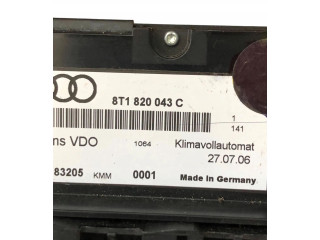 8T1 820 043 C
1
141
ns VDO 1064 Klimavollautomat
27.07.06
83205 KMM 0001 Made in Germany